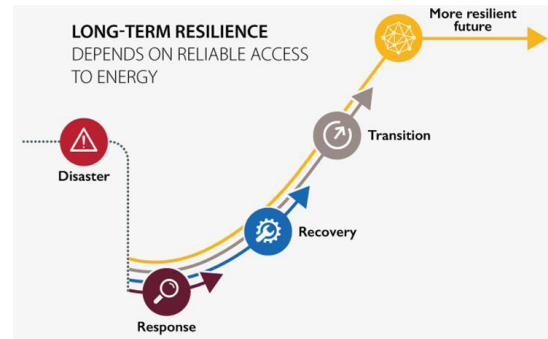 LONG-TERM RESILIENCE
DEPENDS ON RELIABLE ACCESS
TO ENERGY
More resilient
future
Transition
Disaster
Recovery
Response